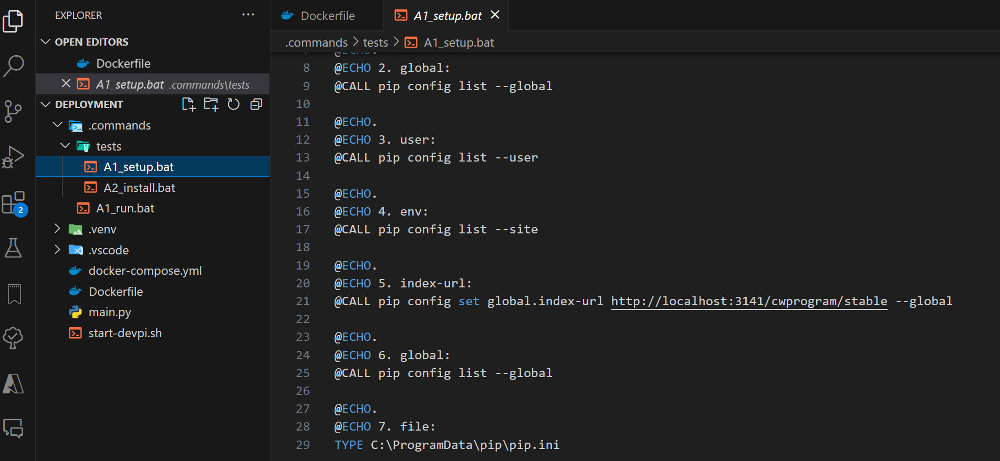 EXPLORER
OPEN EDITORS
Dockerfile
A1_setup.bat .commands\tests
DEPLOYMENT
.commands
tests
A1_setup.bat
A2_install.bat
A1_run.bat
.venv
.vscode
docker-compose.yml
Dockerfile
main.py
start-devpi.sh
2
Dockerfile
A1_setup.bat
.commands > tests > A1_setup.bat
7 @ECHO.
8 @ECHO 2. global:
9 @CALL pip config list --global
10
11 @ECHO.
12 @ECHO 3. user:
13 @CALL pip config list --user
14
15 @ECHO.
16 @ECHO 4. env:
17 @CALL pip config list --site
18
19 @ECHO.
20 @ECHO 5. index-url:
21 @CALL pip config set global.index-url http://localhost:3141/cwprogram/stable --global
22
23 @ECHO.
24 @ECHO 6. global:
25 @CALL pip config list --global
26
27 @ECHO.
28 @ECHO 7. file:
29 TYPE C:\ProgramData\pip\pip.ini